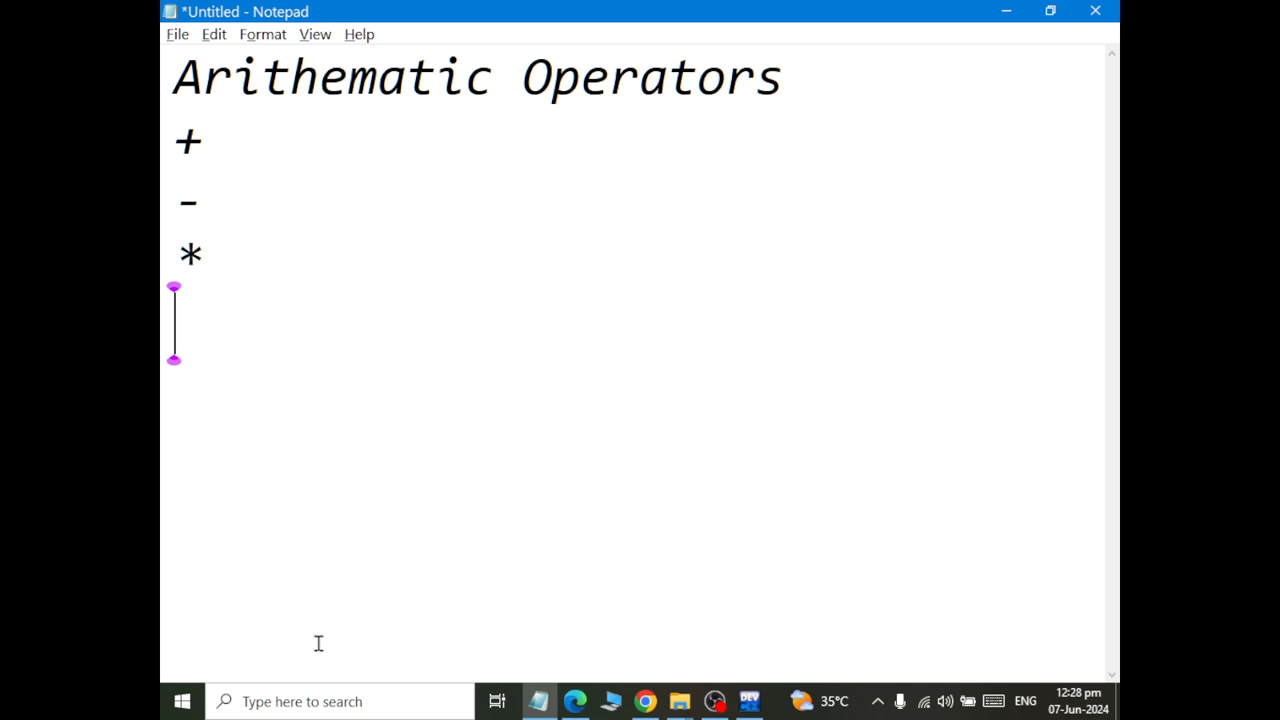 *Untitled - Notepad
File Edit Format View Help
Arithematic Operators
+
-
*
Type here to search
DEV
35°C
ENG
12:28 pm
07-Jun-2024